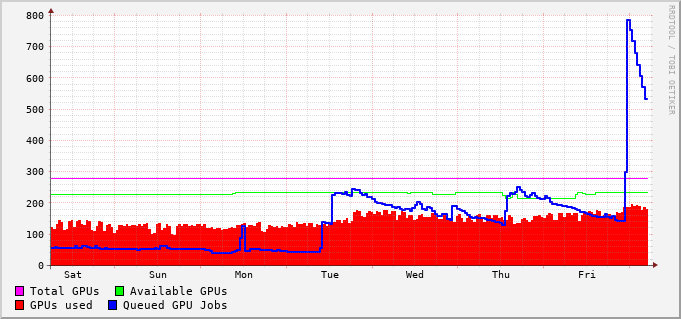 800
700
600
500
400
300
200
100
0
Sat Sun Mon Tue Wed Thu Fri
Total GPUs Available GPUs
GPUs used Queued GPU Jobs
RRDTOOL / TOBI OETIKER